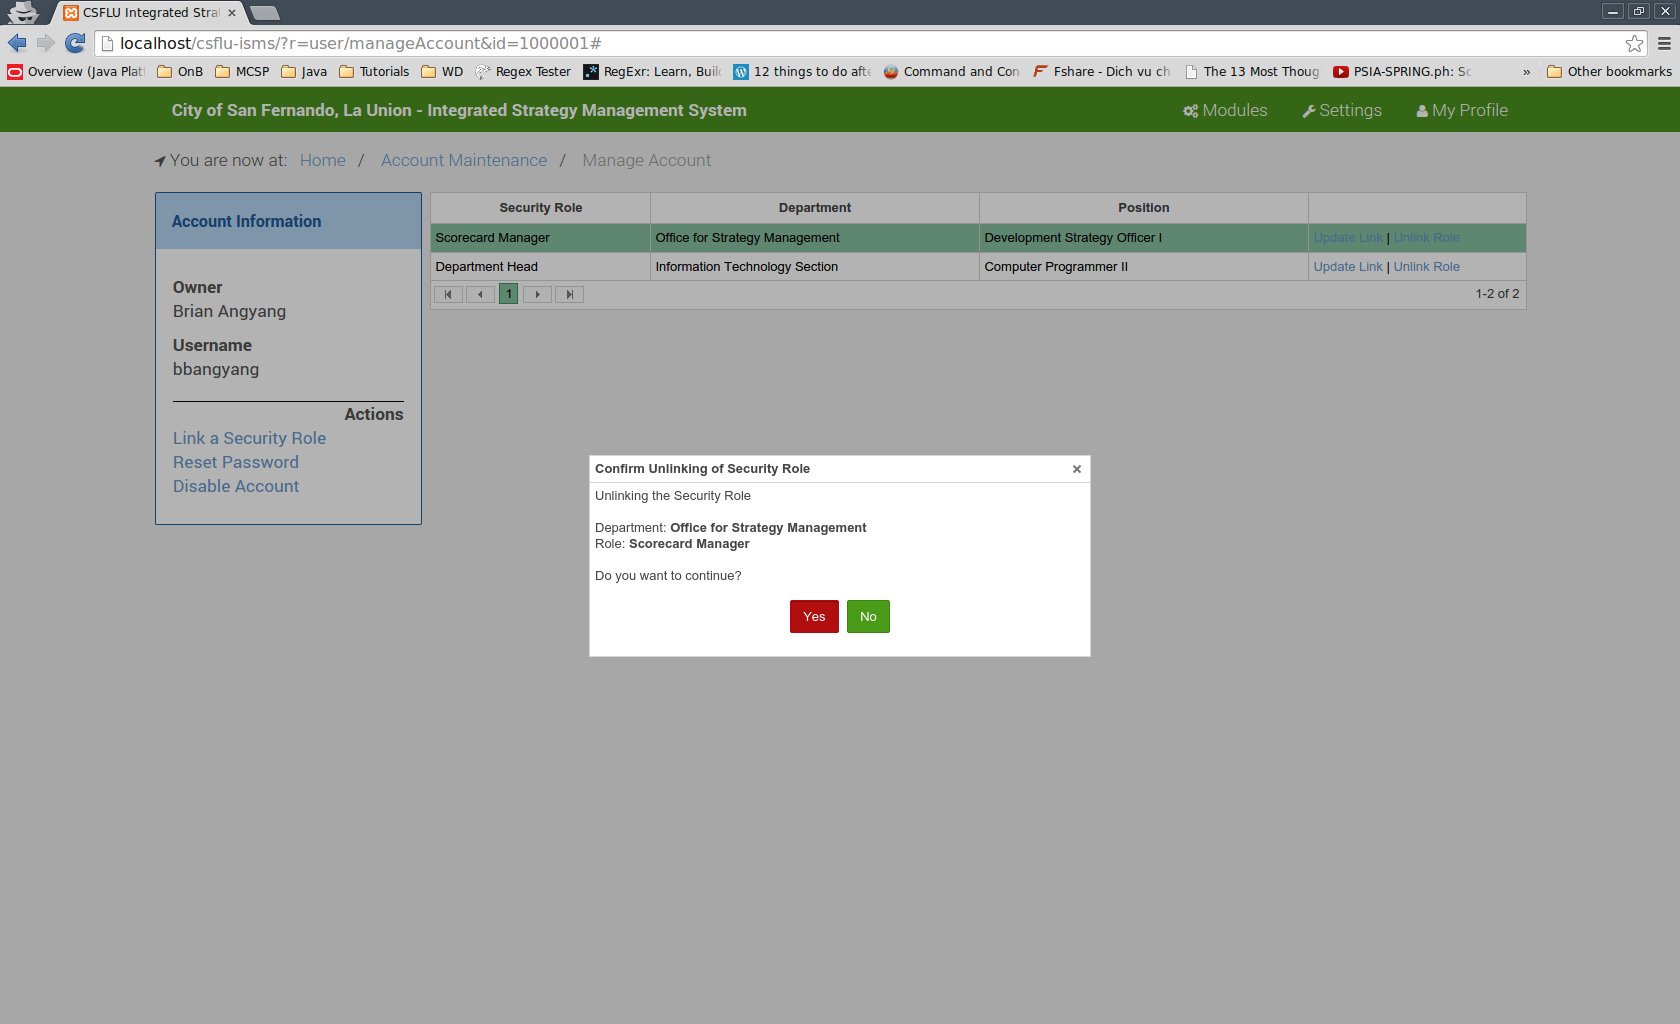 CSFLU Integrated Stra
localhost/csflu-isms/?r=user/manageAccount&id=1000001#
Overview (Java Plat OnB MCSP Java Tutorials WD Regex Tester RegExr: Learn, Buil 12 things to do afte Command and Con Fshare - Dich vu ch The 13 Most Thoug PSIA-SPRING.ph: Sc » Other bookmarks
City of San Fernando, La Union - Integrated Strategy Management System Modules Settings My Profile
You are now at: Home / Account Maintenance / Manage Account
Account Information
Owner
Brian Angyang
Username
bbangyang
Actions
Link a Security Role
Reset Password
Disable Account
Security Role Department Position
Scorecard Manager Office for Strategy Management Development Strategy Officer I Update Link | Unlink Role
Department Head Information Technology Section Computer Programmer II Update Link | Unlink Role
1 1-2 of 2
Confirm Unlinking of Security Role ×
Unlinking the Security Role
Department: Office for Strategy Management
Role: Scorecard Manager
Do you want to continue?
Yes No